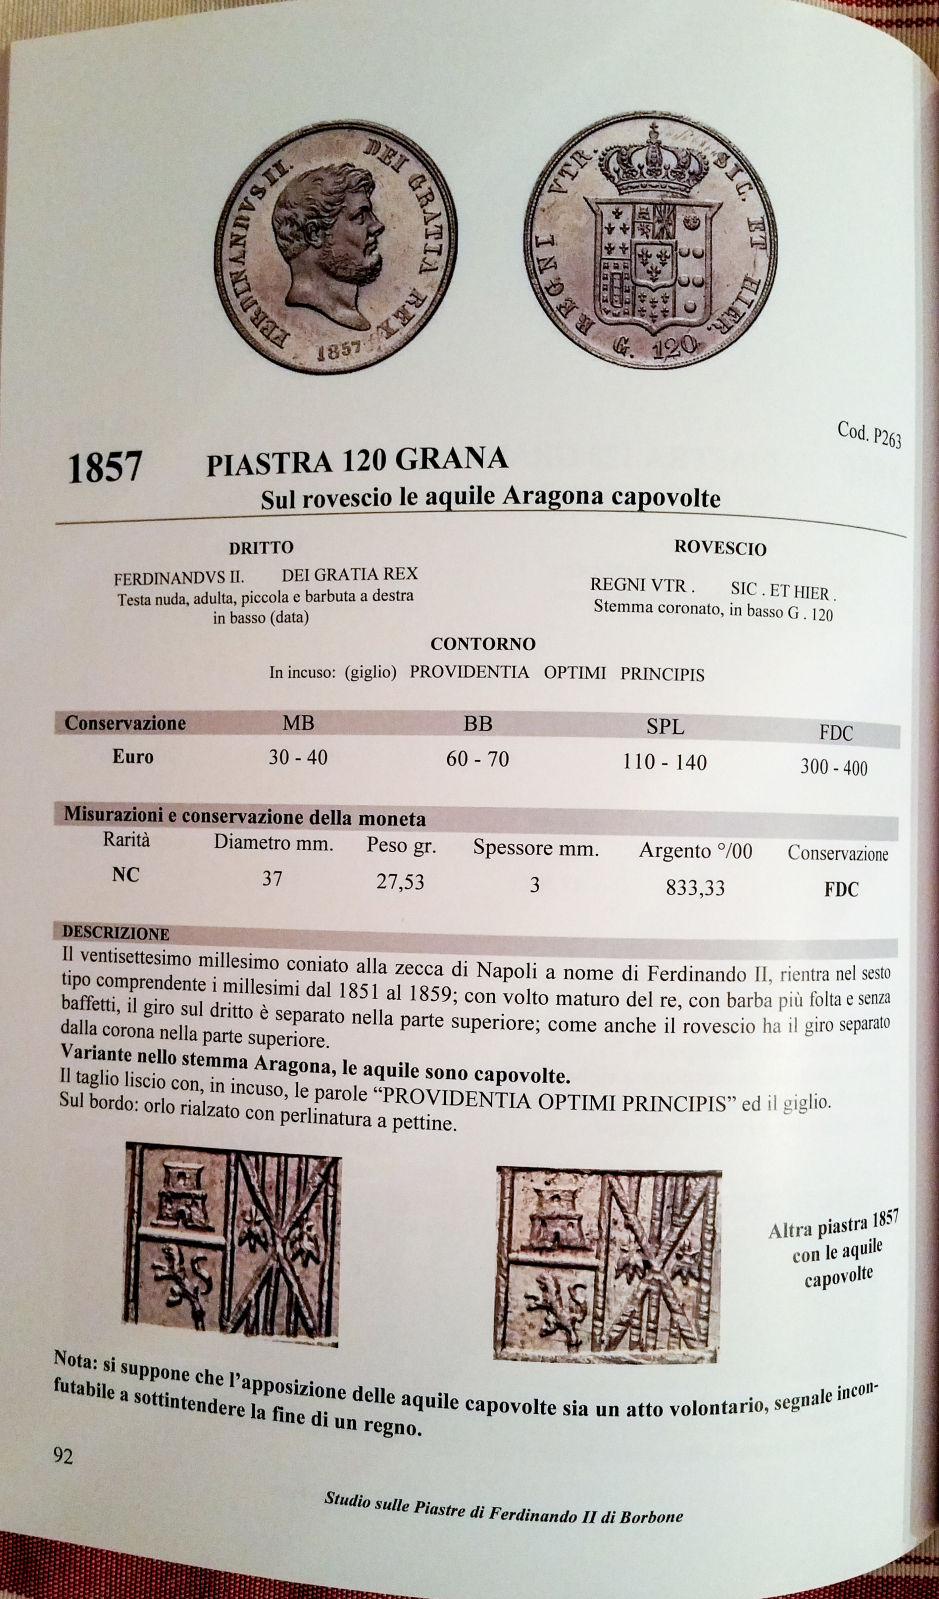 FERDINANDVS II. DEI GRATIA REX
1857
REGNI VTR. SIC. ET HIER.
G. 120
Cod. P263
1857 PIASTRA 120 GRANA
Sul rovescio le aquile Aragona capovolte
DRITTO
FERDINANDVS II. DEI GRATIA REX
Testa nuda, adulta, piccola e barbuta a destra
in basso (data)
ROVESCIO
REGNI VTR . SIC . ET HIER .
Stemma coronato, in basso G . 120
CONTORNO
In incuso: (giglio) PROVIDENTIA OPTIMI PRINCIPIS
Conservazione MB BB SPL FDC
Euro 30 - 40 60 - 70 110 - 140 300 - 400
Misurazioni e conservazione della moneta
Rarità Diametro mm. Peso gr. Spessore mm. Argento °/00 Conservazione
NC 37 27,53 3 833,33 FDC
DESCRIZIONE
Il ventisettesimo millesimo coniato alla zecca di Napoli a nome di Ferdinando II, rientra nel sesto
tipo comprendente i millesimi dal 1851 al 1859; con volto maturo del re, con barba più folta e senza
baffetti, il giro sul dritto è separato nella parte superiore; come anche il rovescio ha il giro separato
dalla corona nella parte superiore.
Variante nello stemma Aragona, le aquile sono capovolte.
Il taglio liscio con, in incuso, le parole “PROVIDENTIA OPTIMI PRINCIPIS” ed il giglio.
Sul bordo: orlo rialzato con perlinatura a pettine.
Altra piastra 1857
con le aquile
capovolte
Nota: si suppone che l’apposizione delle aquile capovolte sia un atto volontario, segnale incon-
futabile a sottintendere la fine di un regno.
92
Studio sulle Piastre di Ferdinando II di Borbone